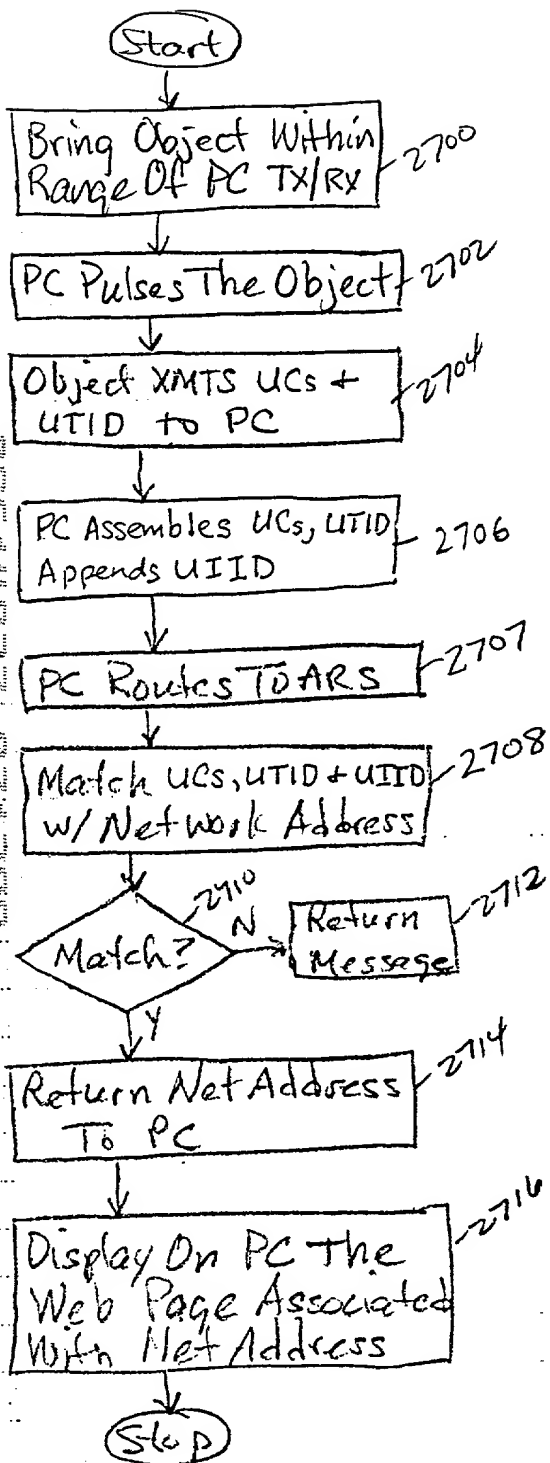 Start
Bring Object Within
Range Of PC TX/RX
2700
PC Pulses The Object
2702
Object XMTS UCs +
UTID to PC
2704
PC Assembles UCs, UTID
Appends UIID
2706
PC Routes To ARS
2707
Match UCs, UTID + UIID
w/ Network Address
2708
Match?
2710
N
Return
Message
2712
Y
Return Net Address
To PC
2714
Display On PC The
Web Page Associated
With Net Address
2716
Stop